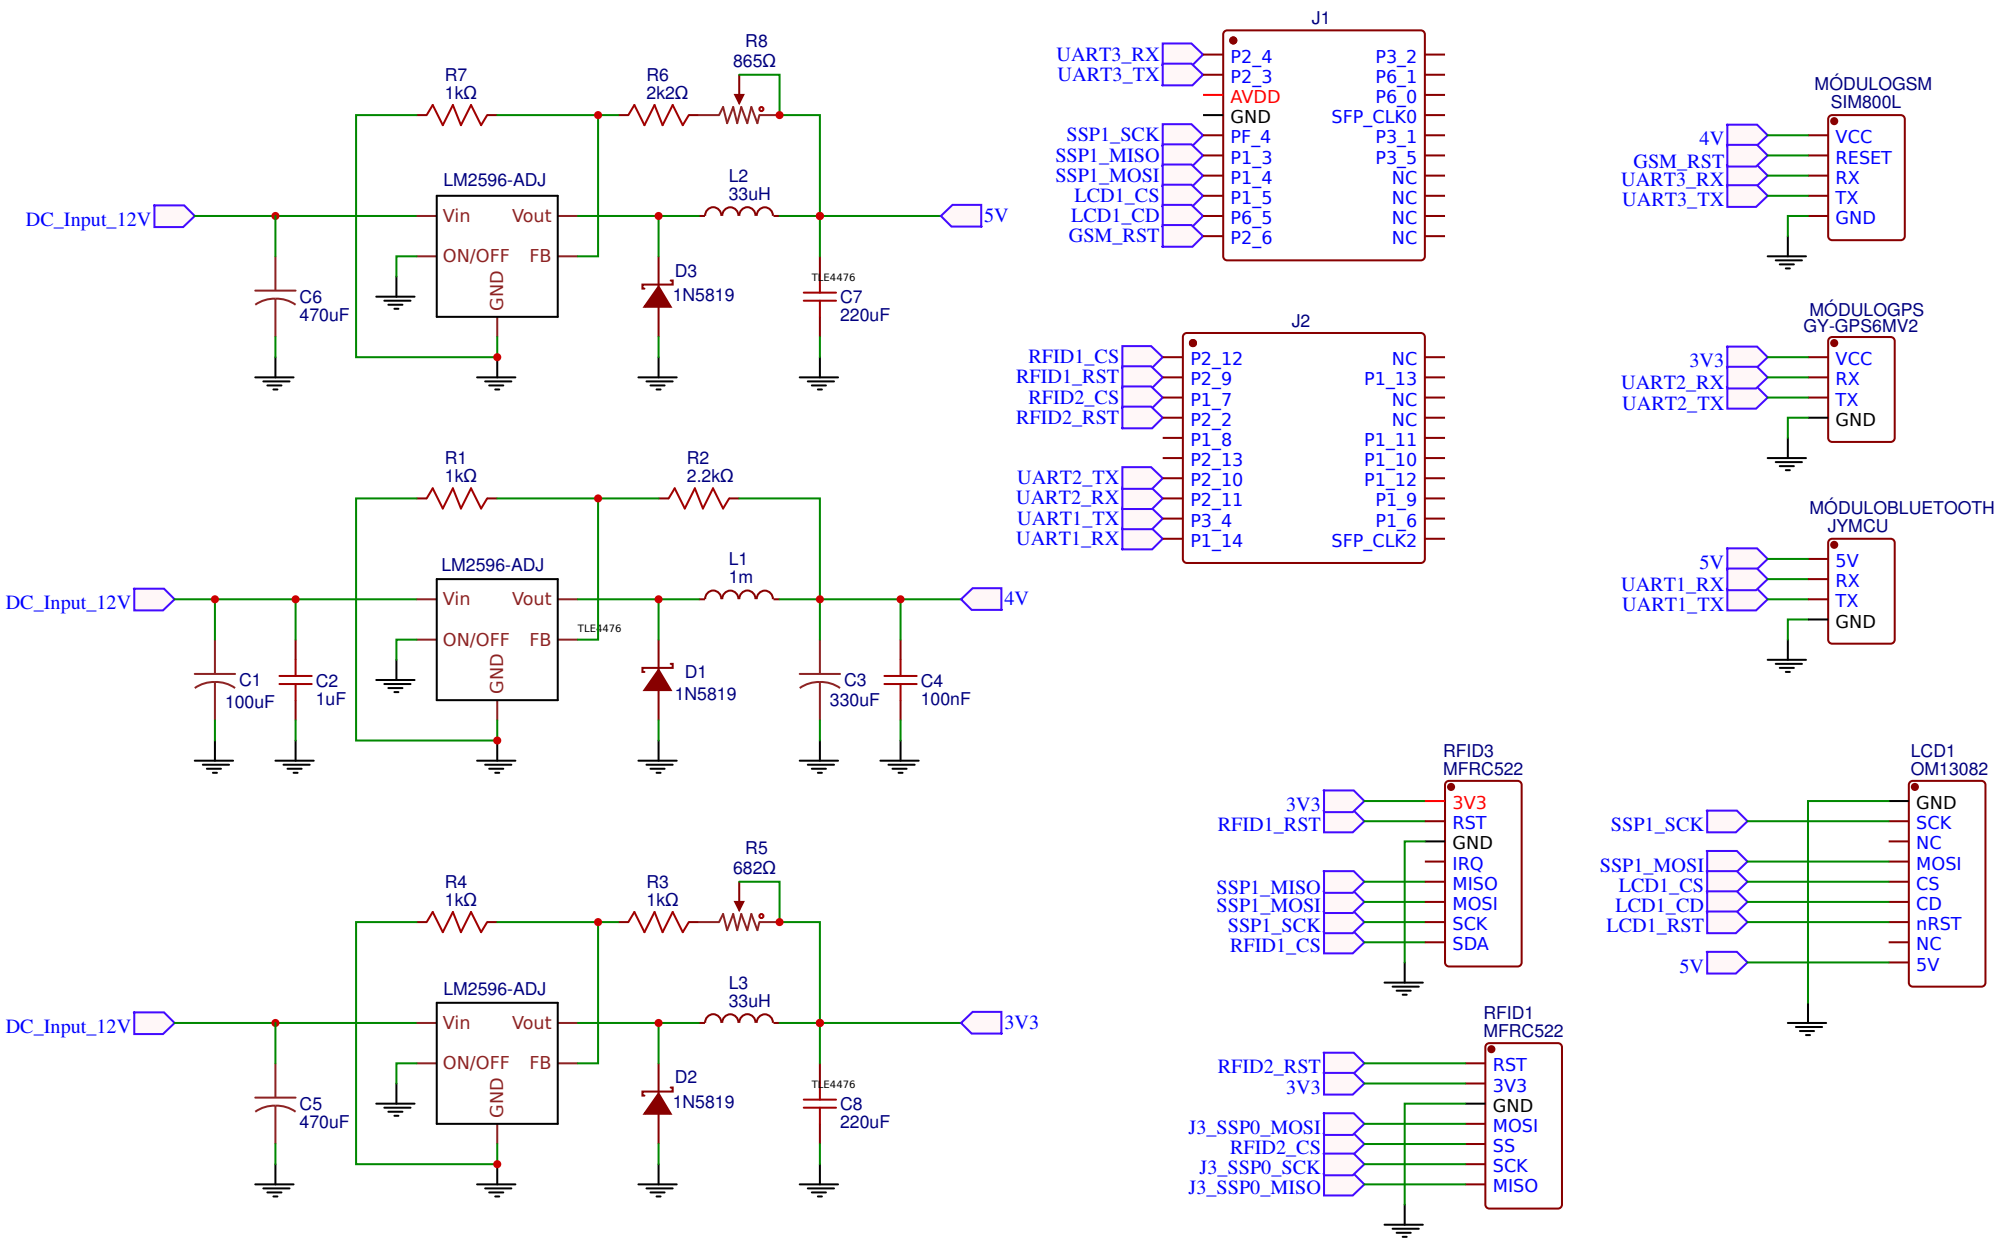 R7
1kΩ
R6
2k2Ω
R8
865Ω
LM2596-ADJ
Vin
Vout
ON/OFF
FB
GND
DC_Input_12V
L2
33uH
5V
C6
470uF
D3
1N5819
TLE4476
C7
220uF
R1
1kΩ
R2
2.2kΩ
LM2596-ADJ
Vin
Vout
ON/OFF
FB
GND
TLE4476
DC_Input_12V
L1
1m
4V
C1
100uF
C2
1uF
D1
1N5819
C3
330uF
C4
100nF
R4
1kΩ
R3
1kΩ
R5
682Ω
LM2596-ADJ
Vin
Vout
ON/OFF
FB
GND
DC_Input_12V
L3
33uH
3V3
C5
470uF
D2
1N5819
TLE4476
C8
220uF
J1
UART3_RX P2_4 P3_2
UART3_TX P2_3 P6_1
AVDD P6_0
GND SFP_CLK0
SSP1_SCK PF_4 P3_1
SSP1_MISO P1_3 P3_5
SSP1_MOSI P1_4 NC
LCD1_CS P1_5 NC
LCD1_CD P6_5 NC
GSM_RST P2_6 NC
J2
RFID1_CS P2_12 NC
RFID1_RST P2_9 P1_13
RFID2_CS P1_7 NC
RFID2_RST P2_2 NC
P1_8 P1_11
P2_13 P1_10
UART2_TX P2_10 P1_12
UART2_RX P2_11 P1_9
UART1_TX P3_4 P1_6
UART1_RX P1_14 SFP_CLK2
MÓDULOGSM
SIM800L
4V VCC
GSM_RST RESET
UART3_RX RX
UART3_TX TX
GND
MÓDULOGPS
GY-GPS6MV2
3V3 VCC
UART2_RX RX
UART2_TX TX
GND
MÓDULOBLUETOOTH
JYMCU
5V 5V
UART1_RX RX
UART1_TX TX
GND
RFID3
MFRC522
3V3 3V3
RFID1_RST RST
GND
IRQ
SSP1_MISO MISO
SSP1_MOSI MOSI
SSP1_SCK SCK
RFID1_CS SDA
LCD1
OM13082
GND
SSP1_SCK SCK
NC
SSP1_MOSI MOSI
LCD1_CS CS
LCD1_CD CD
LCD1_RST nRST
NC
5V 5V
RFID1
MFRC522
RFID2_RST RST
3V3 3V3
GND
J3_SSP0_MOSI MOSI
RFID2_CS SS
J3_SSP0_SCK SCK
J3_SSP0_MISO MISO